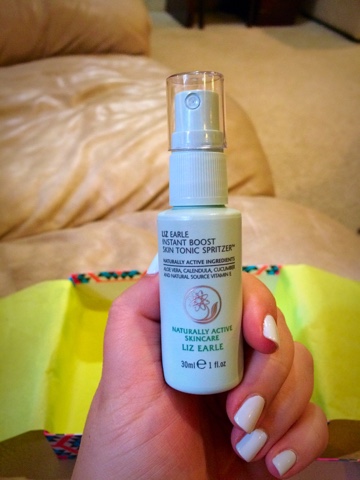 LIZ EARLE
INSTANT BOOST
SKIN TONIC SPRITZER™
NATURALLY ACTIVE INGREDIENTS
ALOE VERA, CALENDULA, CUCUMBER
AND NATURAL SOURCE VITAMIN E
NATURALLY ACTIVE
SKINCARE
LIZ EARLE
30ml ℮ 1 fl.oz